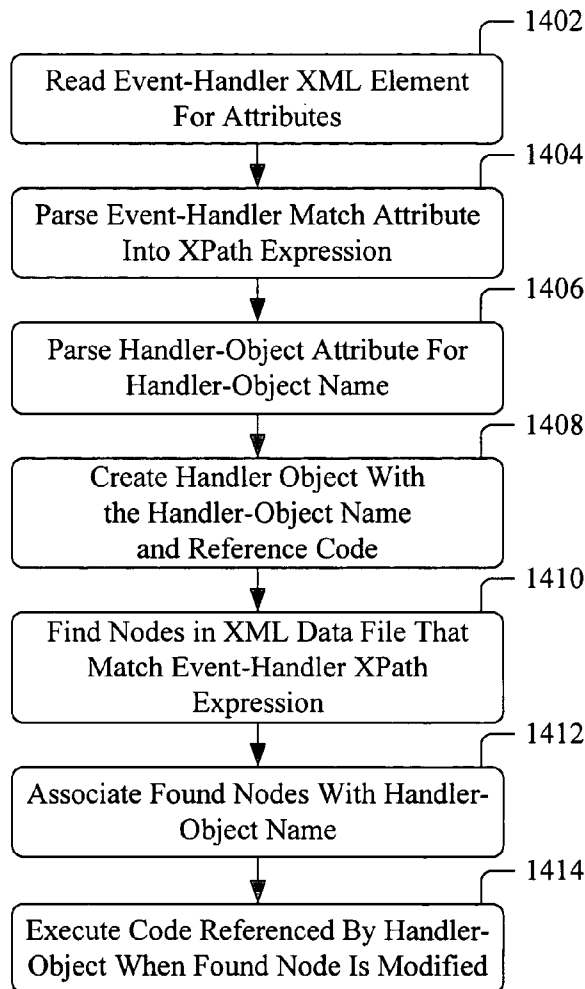 1402
Read Event-Handler XML Element
For Attributes
1404
Parse Event-Handler Match Attribute
Into XPath Expression
1406
Parse Handler-Object Attribute For
Handler-Object Name
1408
Create Handler Object With
the Handler-Object Name
and Reference Code
1410
Find Nodes in XML Data File That
Match Event-Handler XPath
Expression
1412
Associate Found Nodes With Handler-
Object Name
1414
Execute Code Referenced By Handler-
Object When Found Node Is Modified